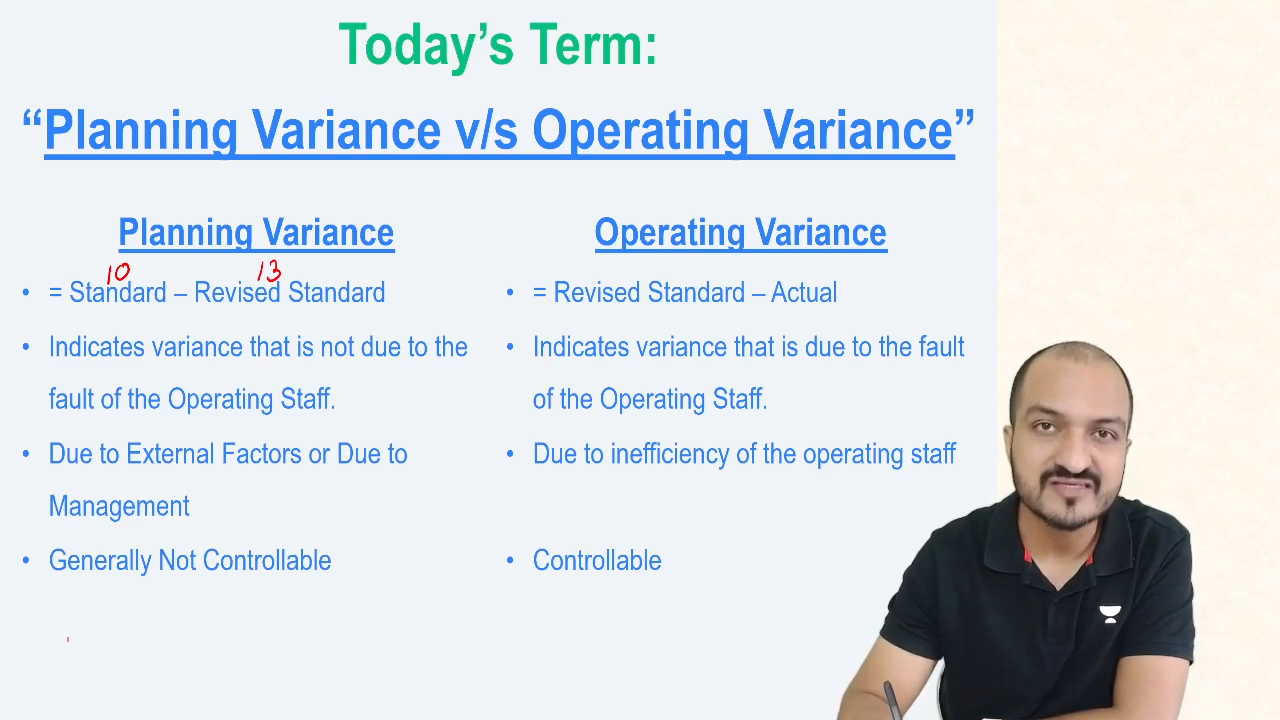 Today's Term:
“Planning Variance v/s Operating Variance”
Planning Variance
10 13
• = Standard – Revised Standard
• Indicates variance that is not due to the
fault of the Operating Staff.
• Due to External Factors or Due to
Management
• Generally Not Controllable
Operating Variance
• = Revised Standard – Actual
• Indicates variance that is due to the fault
of the Operating Staff.
• Due to inefficiency of the operating staff
• Controllable